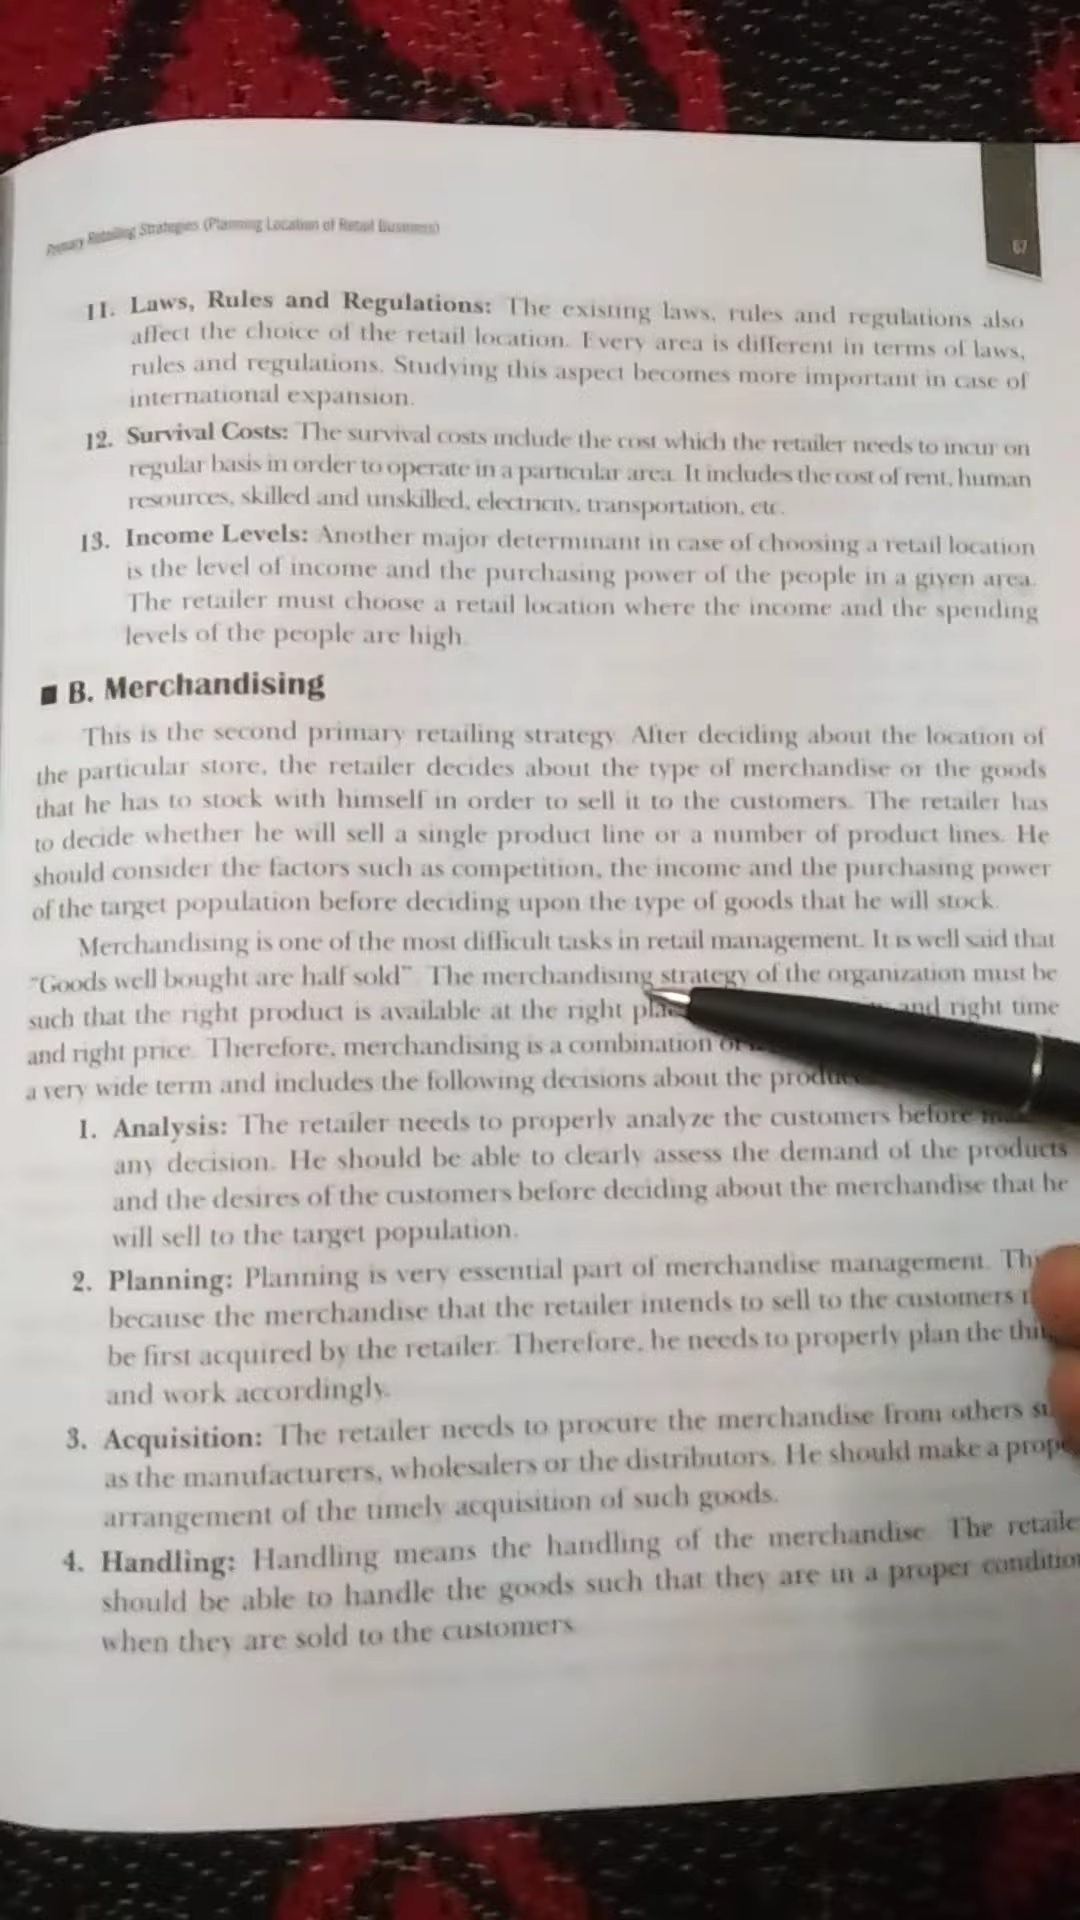 Primary Retailing Strategies (Planning Location of Retail Business)
67
11. Laws, Rules and Regulations: The existing laws, rules and regulations also
affect the choice of the retail location. Every area is different in terms of laws,
rules and regulations. Studying this aspect becomes more important in case of
international expansion.
12. Survival Costs: The survival costs include the cost which the retailer needs to incur on
regular basis in order to operate in a particular area. It includes the cost of rent, human
resources, skilled and unskilled, electricity, transportation, etc.
13. Income Levels: Another major determinant in case of choosing a retail location
is the level of income and the purchasing power of the people in a given area.
The retailer must choose a retail location where the income and the spending
levels of the people are high.
B. Merchandising
This is the second primary retailing strategy. After deciding about the location of
the particular store, the retailer decides about the type of merchandise or the goods
that he has to stock with himself in order to sell it to the customers. The retailer has
to decide whether he will sell a single product line or a number of product lines. He
should consider the factors such as competition, the income and the purchasing power
of the target population before deciding upon the type of goods that he will stock.
Merchandising is one of the most difficult tasks in retail management. It is well said that
"Goods well bought are half sold". The merchandising strategy of the organization must be
such that the right product is available at the right and right time
and right price. Therefore, merchandising is a combination
a very wide term and includes the following decisions about the
1. Analysis: The retailer needs to properly analyze the customers before
any decision. He should be able to clearly assess the demand of the products
and the desires of the customers before deciding about the merchandise that he
will sell to the target population.
2. Planning: Planning is very essential part of merchandise management.
because the merchandise that the retailer intends to sell to the customers
be first acquired by the retailer. Therefore, he needs to properly plan the
and work accordingly.
3. Acquisition: The retailer needs to procure the merchandise from others
as the manufacturers, wholesalers or the distributors. He should make a
arrangement of the timely acquisition of such goods.
4. Handling: Handling means the handling of the merchandise. The
should be able to handle the goods such that they are in a proper
when they are sold to the customers.